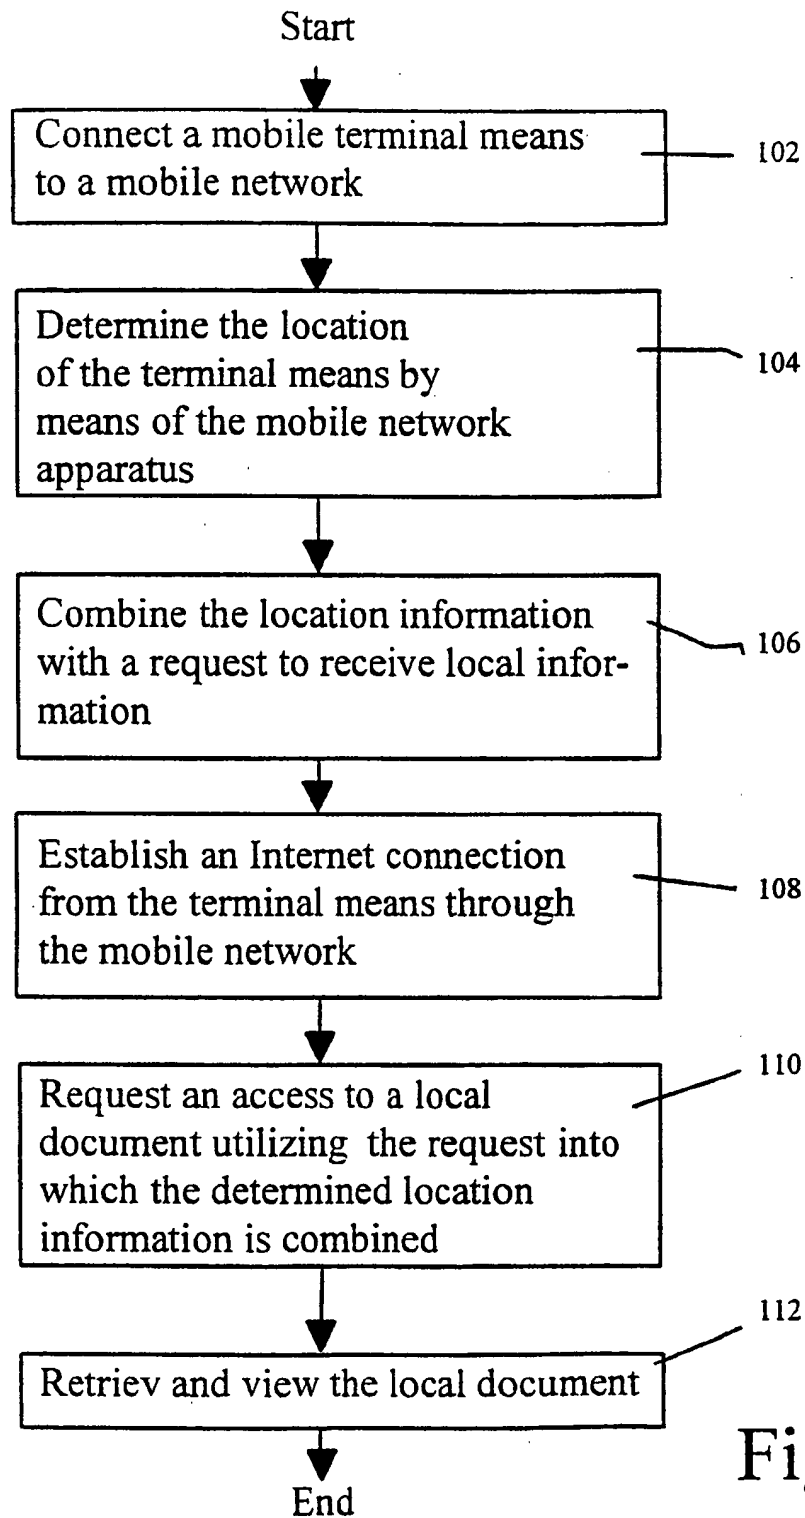 Start
Connect a mobile terminal means
to a mobile network
102
Determine the location
of the terminal means by
means of the mobile network
apparatus
104
Combine the location information
with a request to receive local infor-
mation
106
Establish an Internet connection
from the terminal means through
the mobile network
108
Request an access to a local
document utilizing the request into
which the determined location
information is combined
110
Retriev and view the local document
112
End